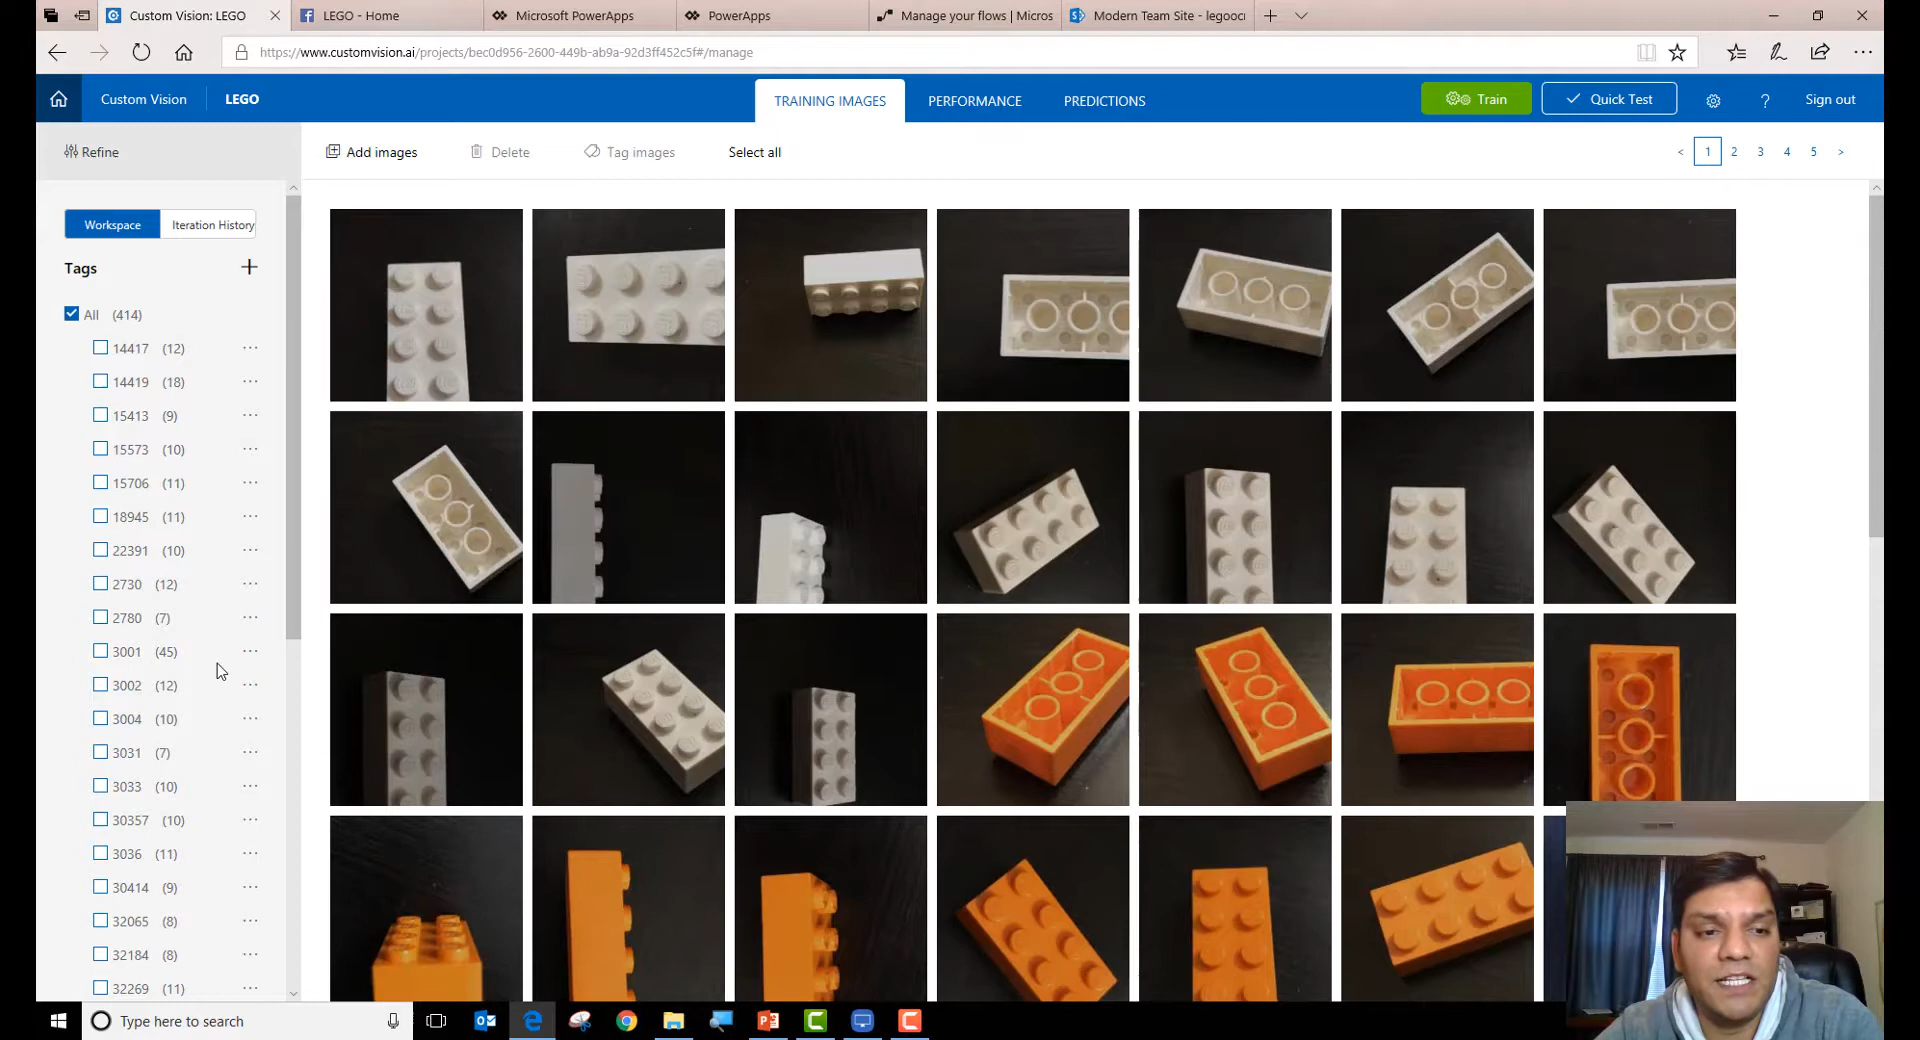 Custom Vision: LEGO
LEGO - Home
Microsoft PowerApps
PowerApps
Manage your flows | Micros
Modern Team Site - legoocr
https://www.customvision.ai/projects/bec0d956-2600-449b-ab9a-92d3ff452c5f#/manage
Custom Vision
LEGO
TRAINING IMAGES
PERFORMANCE
PREDICTIONS
Train
Quick Test
?
Sign out
Refine
Add images
Delete
Tag images
Select all
< 1 2 3 4 5 >
Workspace
Iteration History
Tags
+
All (414)
14417 (12) ...
14419 (18) ...
15413 (9) ...
15573 (10) ...
15706 (11) ...
18945 (11) ...
22391 (10) ...
2730 (12) ...
2780 (7) ...
3001 (45) ...
3002 (12) ...
3004 (10) ...
3031 (7) ...
3033 (10) ...
30357 (10) ...
3036 (11) ...
30414 (9) ...
32065 (8) ...
32184 (8) ...
32269 (11) ...
Type here to search